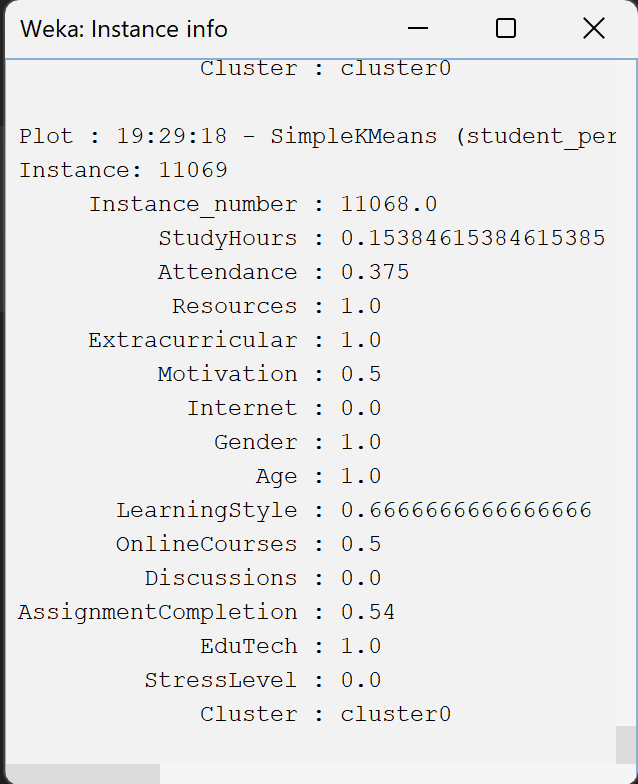 Weka: Instance info
Cluster : cluster0
Plot : 19:29:18 - SimpleKMeans (student_per
Instance: 11069
Instance_number : 11068.0
StudyHours : 0.15384615384615385
Attendance : 0.375
Resources : 1.0
Extracurricular : 1.0
Motivation : 0.5
Internet : 0.0
Gender : 1.0
Age : 1.0
LearningStyle : 0.6666666666666666
OnlineCourses : 0.5
Discussions : 0.0
AssignmentCompletion : 0.54
EduTech : 1.0
StressLevel : 0.0
Cluster : cluster0